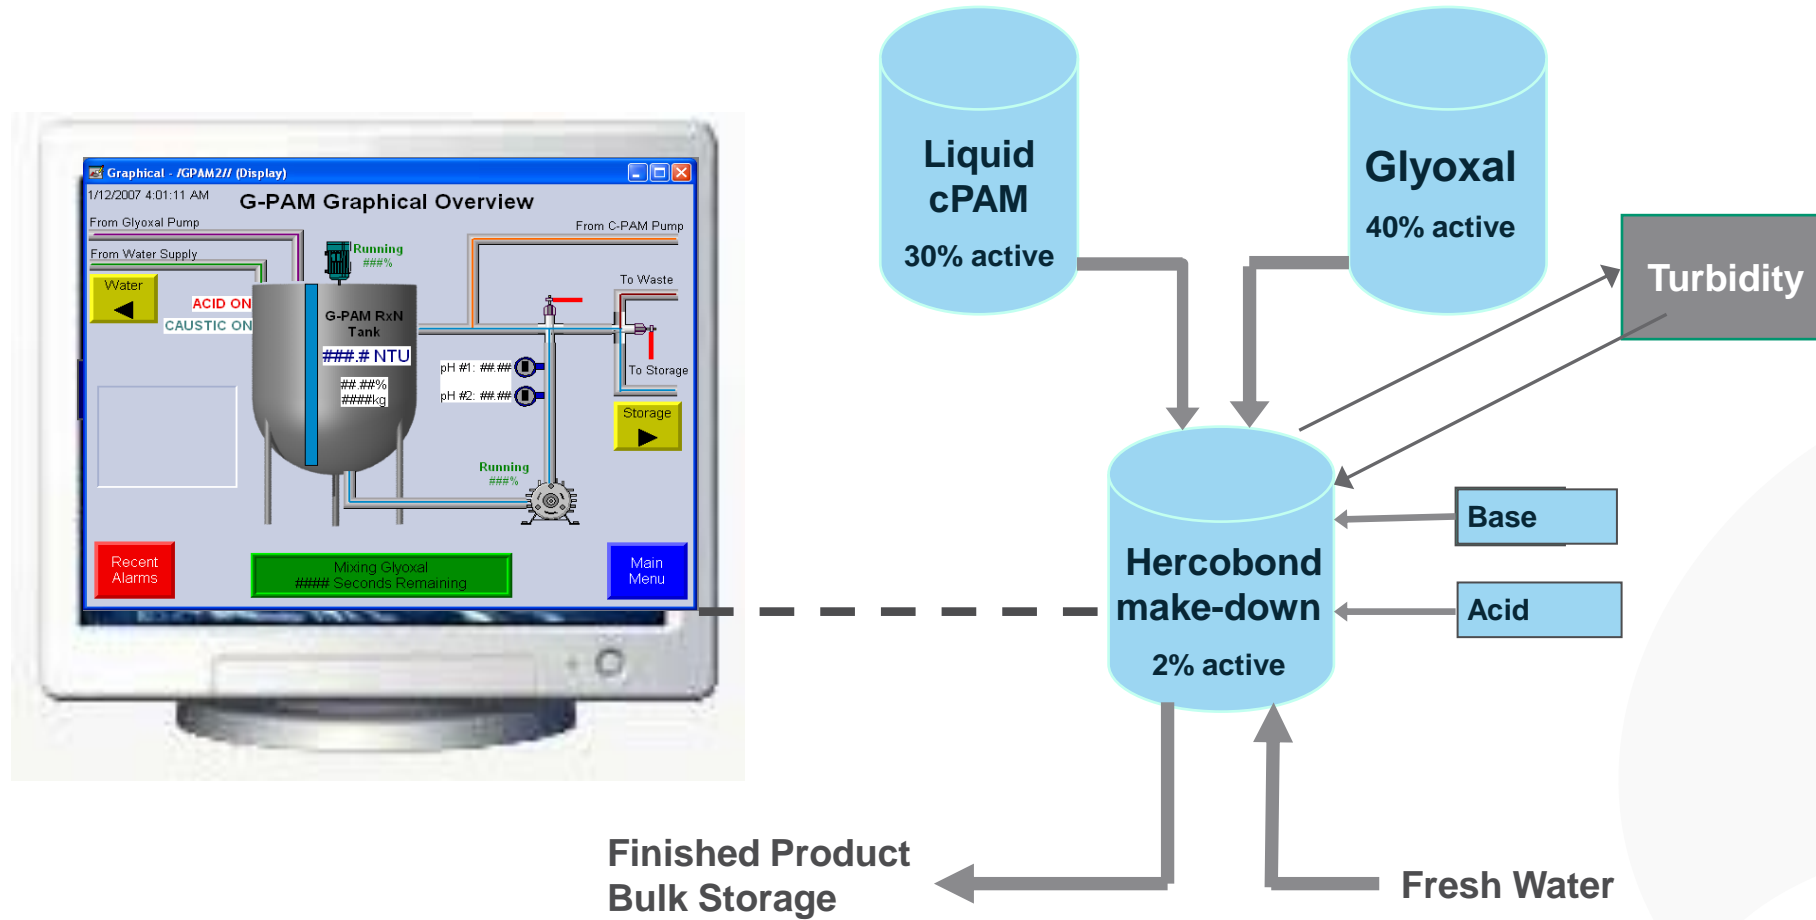 Graphical - /GPAM2// (Display)
1/12/2007 4:01:11 AM
G-PAM Graphical Overview
From Glyoxal Pump
From C-PAM Pump
Running
###%
From Water Supply
Water
To Waste
ACID ON
CAUSTIC ON
G-PAM RxN
Tank
###.# NTU
##.##%
####kg
pH #1: ##.##
pH #2: ##.##
To Storage
Storage
Running
###%
Recent
Alarms
Mixing Glyoxal
#### Seconds Remaining
Main
Menu
Liquid
cPAM
30% active
Glyoxal
40% active
Turbidity
Hercobond
make-down
2% active
Base
Acid
Finished Product
Bulk Storage
Fresh Water